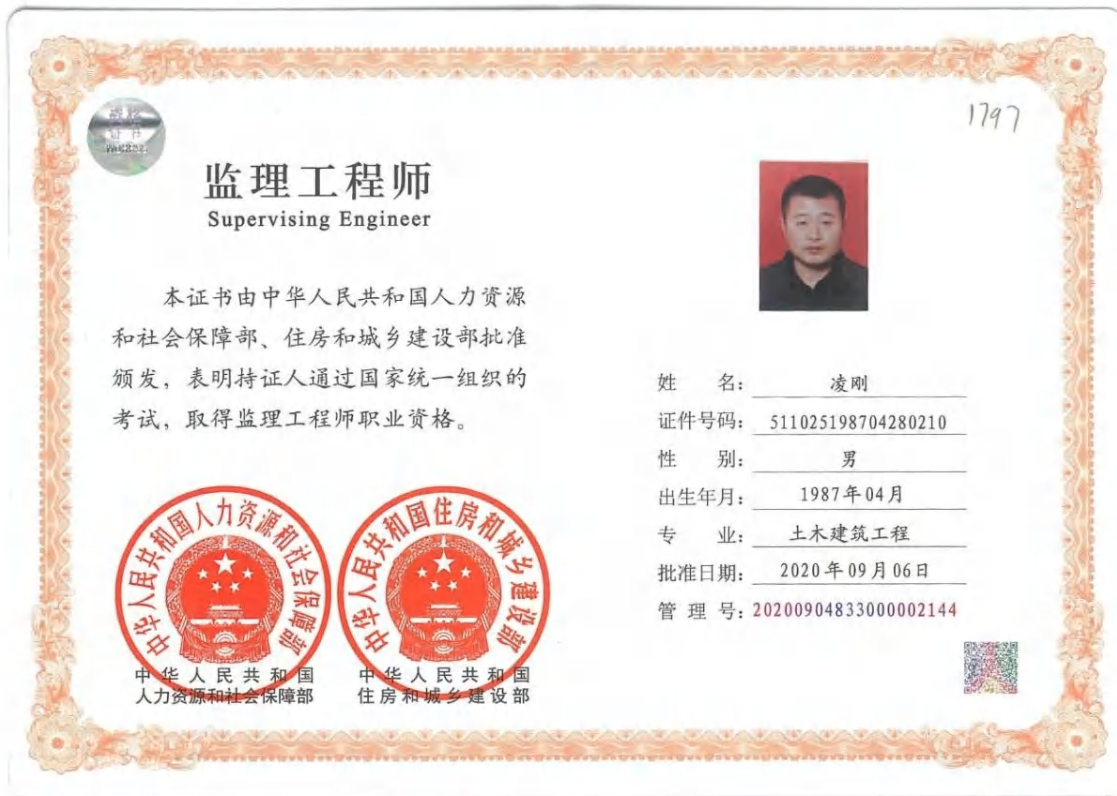 1797
监理工程师
Supervising Engineer
本证书由中华人民共和国人力资源
和社会保障部、住房和城乡建设部批准
颁发，表明持证人通过国家统一组织的
考试，取得监理工程师职业资格。
中华人民共和国人力资源和社会保障部
中华人民共和国
人力资源和社会保障部
中华人民共和国住房和城乡建设部
中华人民共和国
住房和城乡建设部
姓 名： 凌刚
证件号码： 511025198704280210
性 别： 男
出生年月： 1987年04月
专 业： 土木建筑工程
批准日期： 2020年09月06日
管 理 号：20200904833000002144